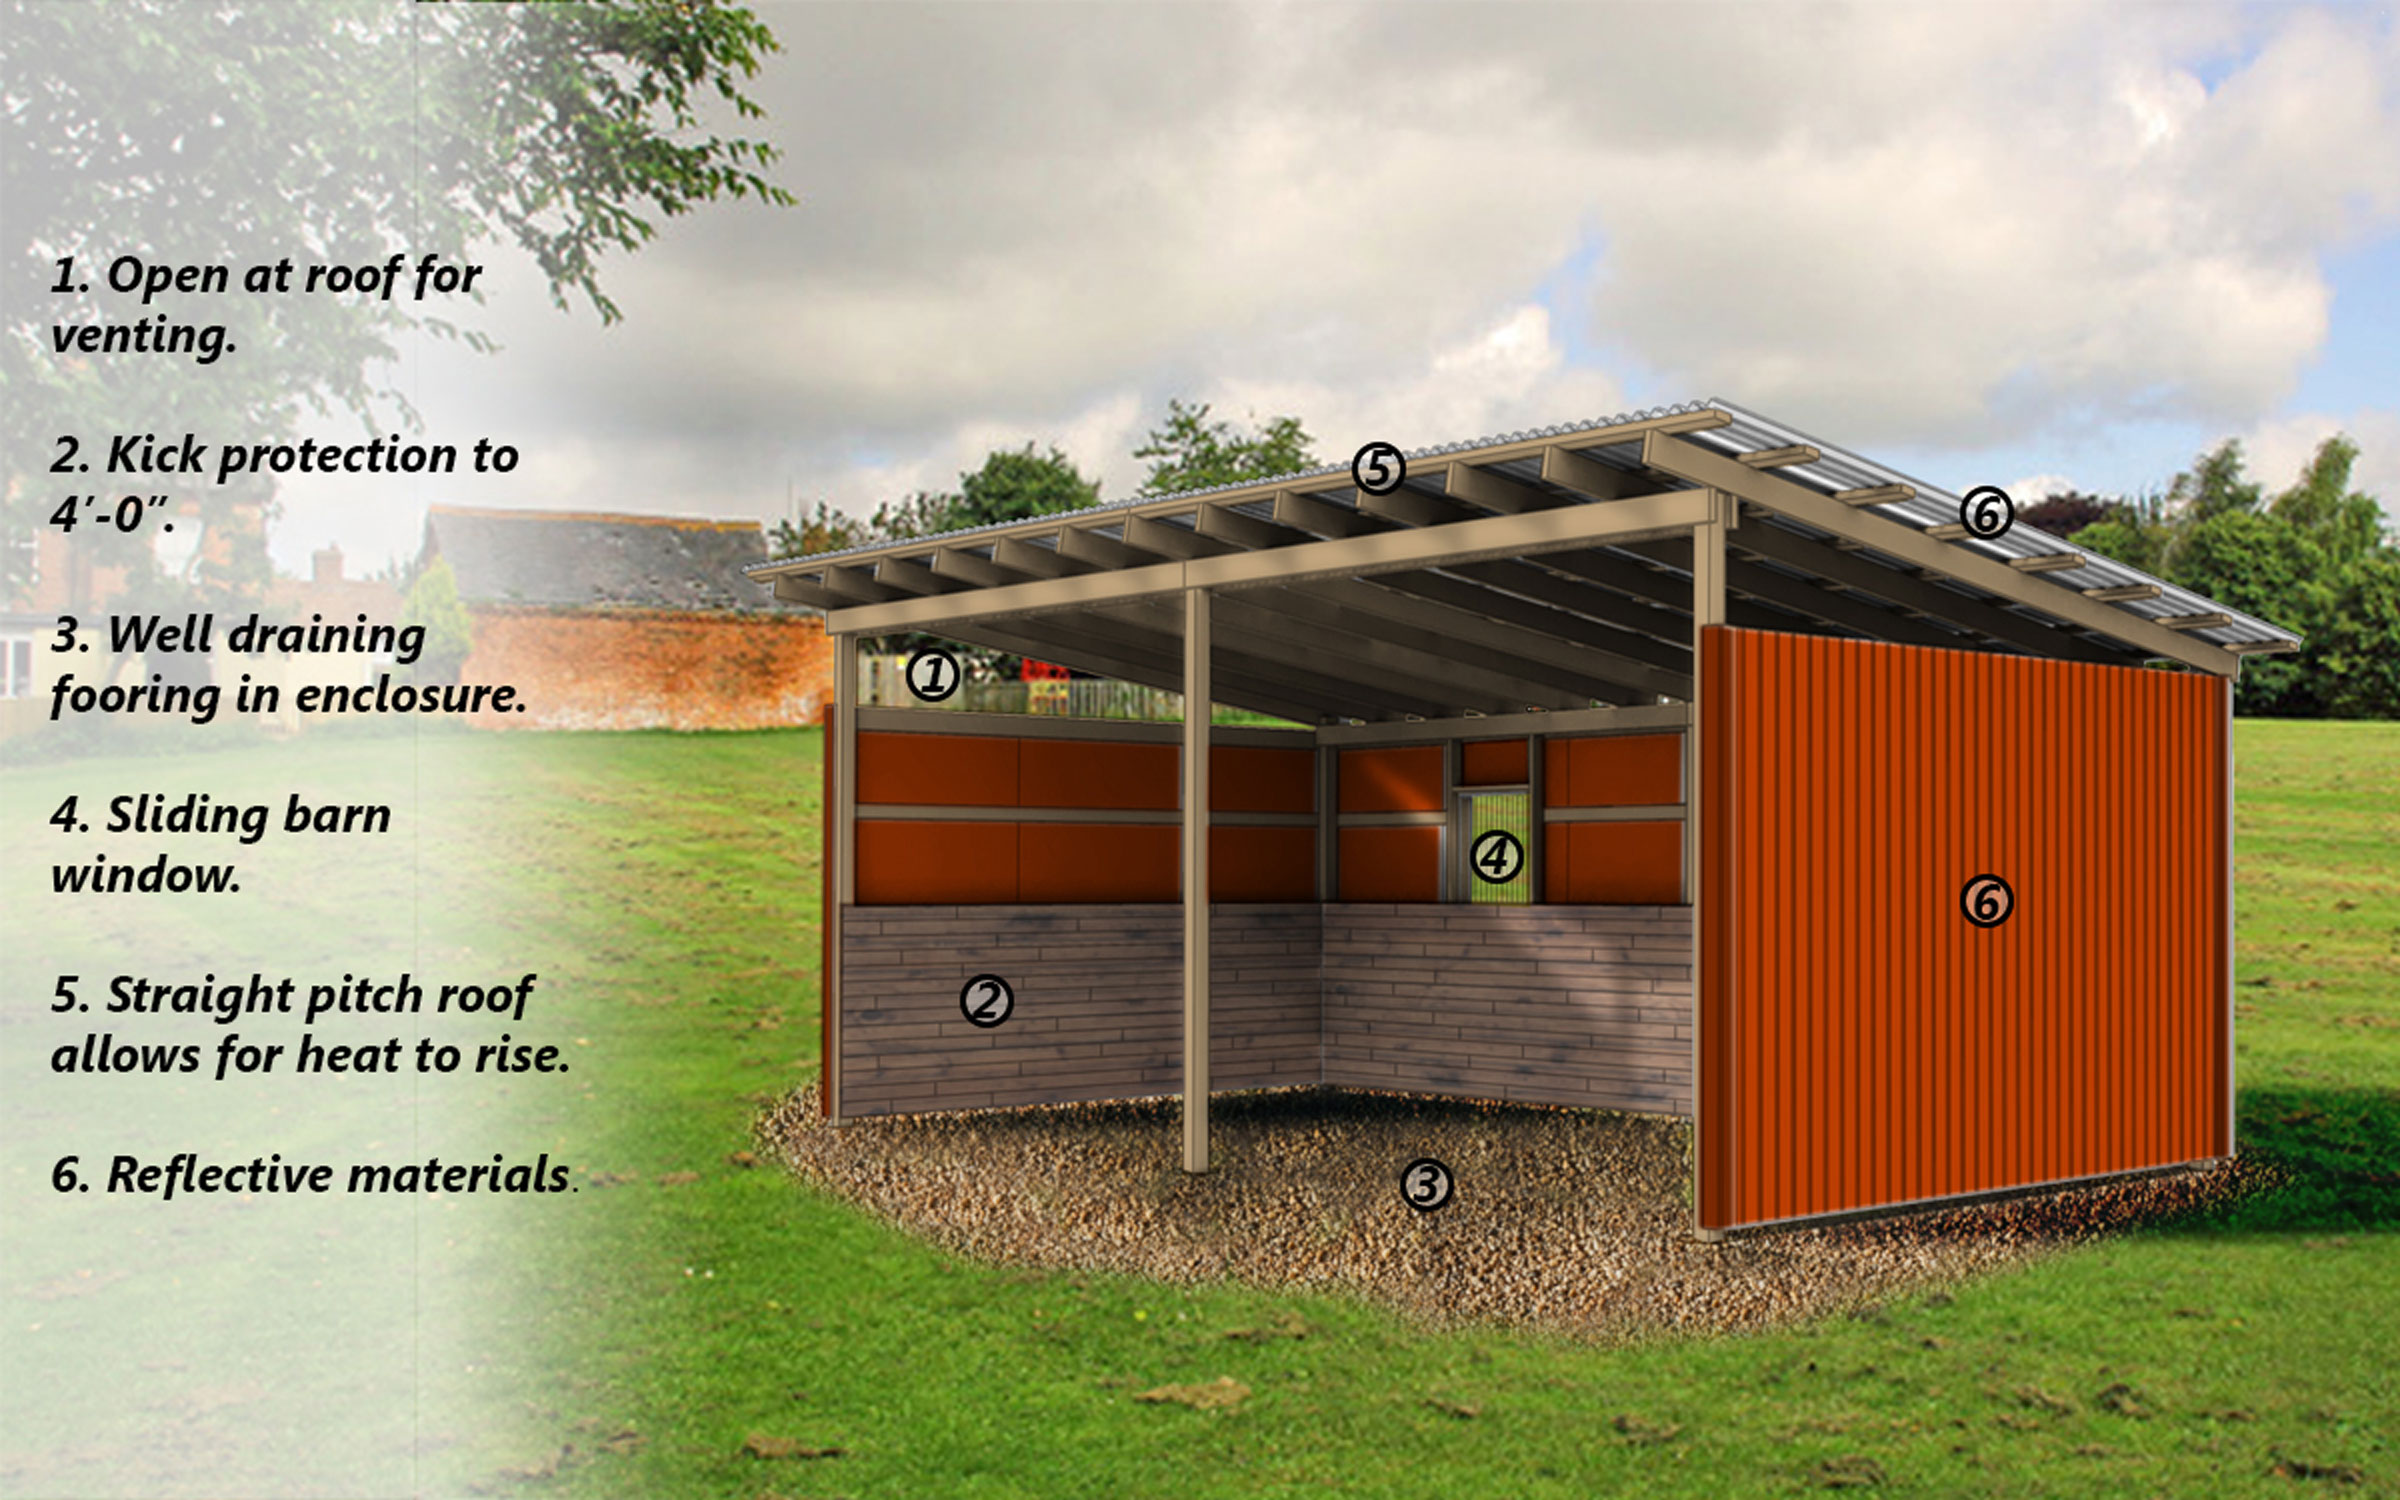 1. Open at roof for
venting.
2. Kick protection to
4'-0".
3. Well draining
fooring in enclosure.
4. Sliding barn
window.
5. Straight pitch roof
allows for heat to rise.
6. Reflective materials.
5
6
1
4
6
2
3